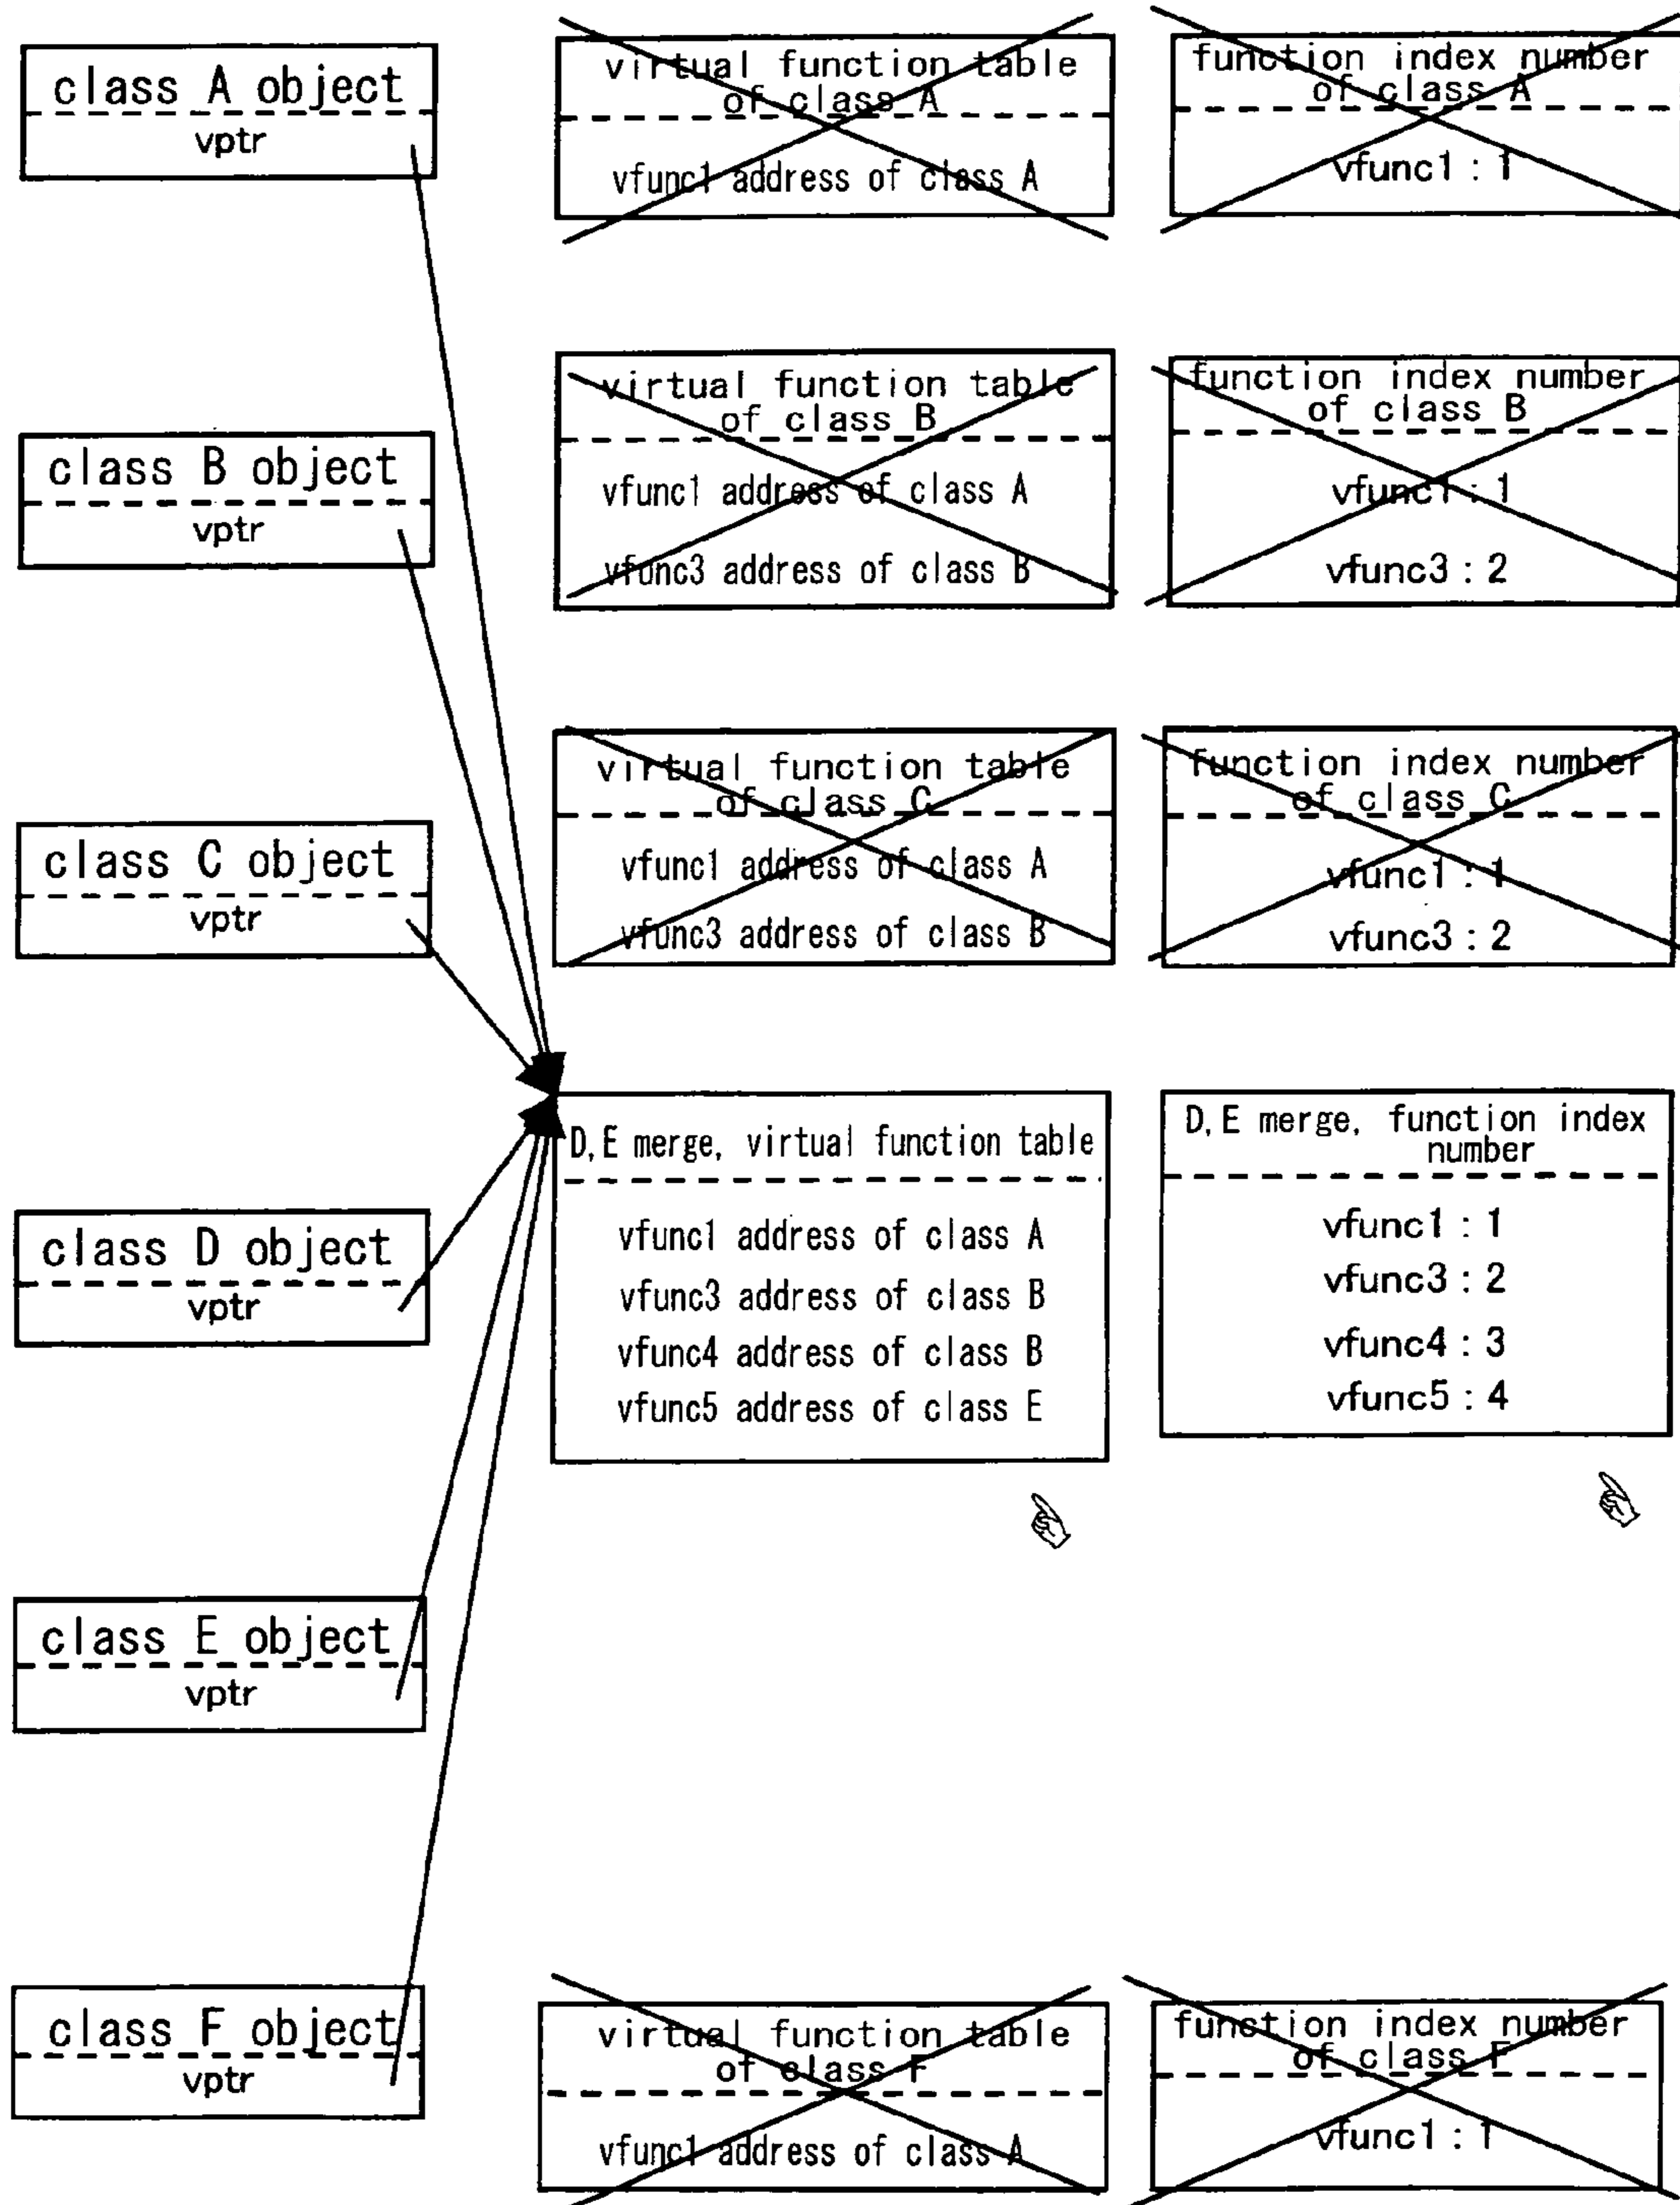 class A object
vptr
virtual function table
of class A
vfunc1 address of class A
function index number
of class A
vfunc1 : 1
class B object
vptr
virtual function table
of class B
vfunc1 address of class A
vfunc3 address of class B
function index number
of class B
vfunc1 : 1
vfunc3 : 2
class C object
vptr
virtual function table
of class C
vfunc1 address of class A
vfunc3 address of class B
function index number
of class C
vfunc1 : 1
vfunc3 : 2
class D object
vptr
D, E merge, virtual function table
vfunc1 address of class A
vfunc3 address of class B
vfunc4 address of class B
vfunc5 address of class E
D, E merge, function index
number
vfunc1 : 1
vfunc3 : 2
vfunc4 : 3
vfunc5 : 4
class E object
vptr
class F object
vptr
virtual function table
of class F
vfunc1 address of class A
function index number
of class F
vfunc1 : 1